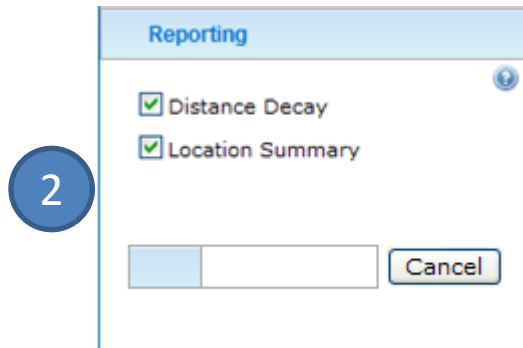 Reporting
?
Distance Decay
Location Summary
2
Cancel